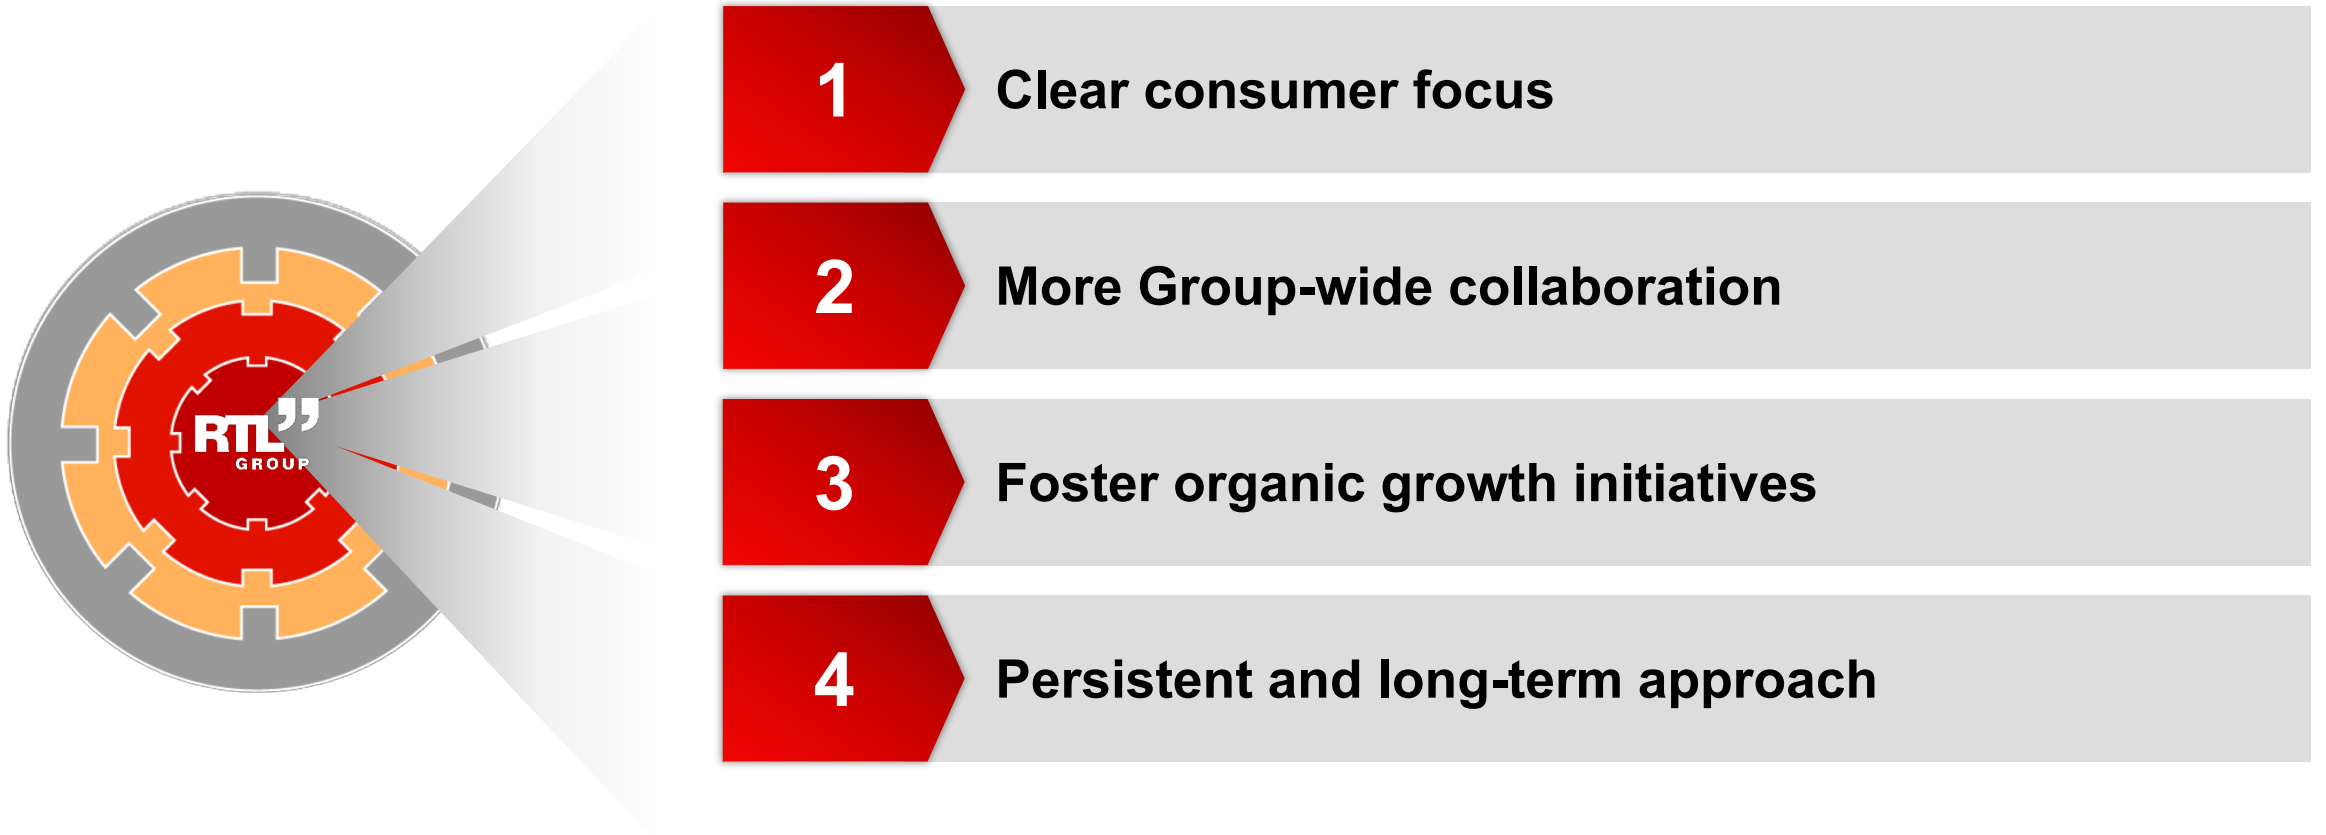 RTL”
GROUP
1
Clear consumer focus
2
More Group-wide collaboration
3
Foster organic growth initiatives
4
Persistent and long-term approach